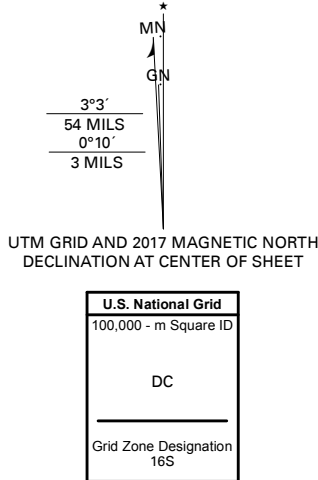 MN
GN
3°3´
54 MILS
0°10´
3 MILS
UTM GRID AND 2017 MAGNETIC NORTH
DECLINATION AT CENTER OF SHEET
U.S. National Grid
100,000 - m Square ID
DC
Grid Zone Designation
16S